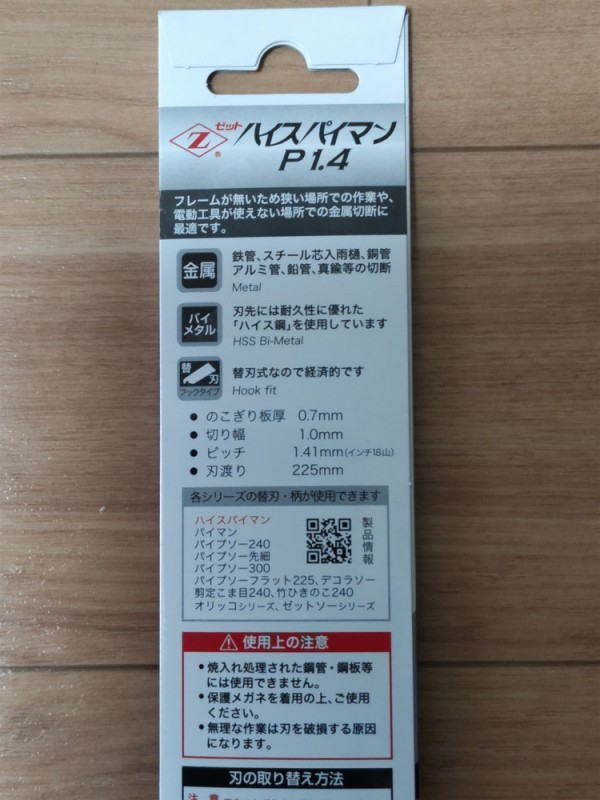 Z
®
ゼット ハイスパイマン
P1.4
フレームが無いため狭い場所での作業や、
電動工具が使えない場所での金属切断に
最適です。
金属
鉄管、スチール芯入雨樋、銅管
アルミ管、鉛管、真鍮等の切断
Metal
バイ
メタル
刃先には耐久性に優れた
「ハイス鋼」を使用しています
HSS Bi-Metal
替
刃
フックタイプ
替刃式なので経済的です
Hook fit
● のこぎり板厚 0.7mm
● 切り幅 1.0mm
● ピッチ 1.41mm(インチ18山)
● 刃渡り 225mm
各シリーズの替刃・柄が使用できます
ハイスパイマン
パイマン
パイプソー240
パイプソー先細
パイプソー300
パイプソーフラット225、デコラソー
剪定こま目240、竹ひきのこ240
オリッコシリーズ、ゼットソーシリーズ
製品情報
使用上の注意
●焼入れ処理された鋼管・鋼板等
には使用できません。
●保護メガネを着用の上、ご使用
ください。
●無理な作業は刃を破損する原因
になります。
刃の取り替え方法
注意